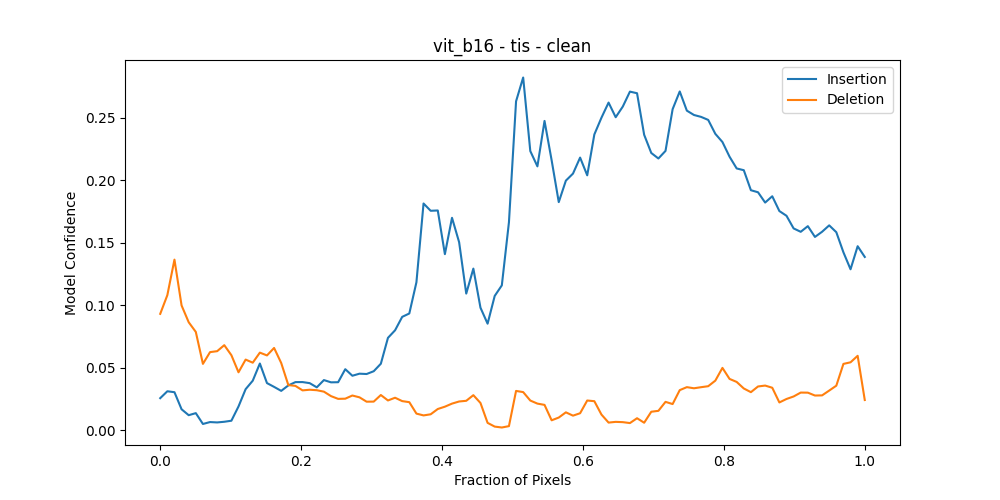 vit_b16 - tis - clean
Insertion
Deletion
Model Confidence
0.25
0.20
0.15
0.10
0.05
0.00
0.0 0.2 0.4 0.6 0.8 1.0
Fraction of Pixels